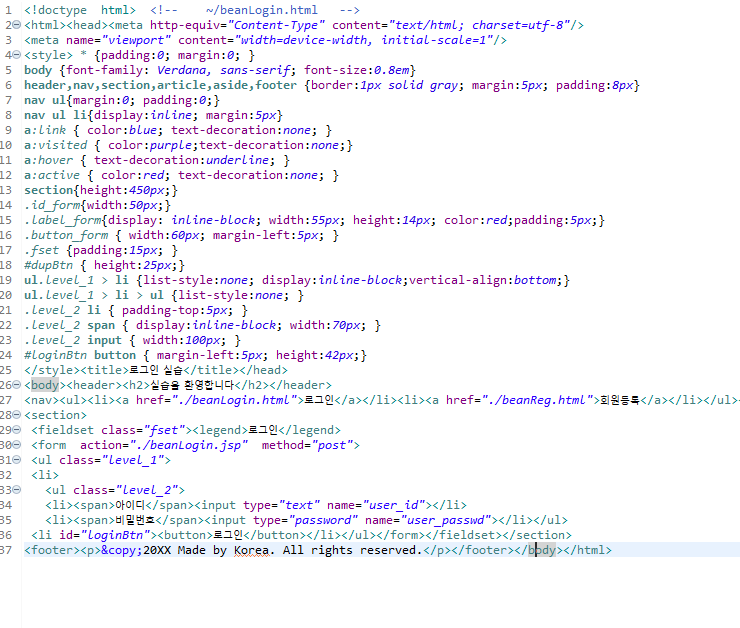 1 <!doctype  html>  <!--   ~/beanLogin.html   -->
2 <html><head><meta http-equiv="Content-Type" content="text/html; charset=utf-8"/>
3 <meta name="viewport" content="width=device-width, initial-scale=1"/>
4 <style> * {padding:0; margin:0; }
5 body {font-family: Verdana, sans-serif; font-size:0.8em}
6 header,nav,section,article,aside,footer {border:1px solid gray; margin:5px; padding:8px}
7 nav ul{margin:0; padding:0;}
8 nav ul li{display:inline; margin:5px}
9 a:link { color:blue; text-decoration:none; }
10 a:visited { color:purple;text-decoration:none;}
11 a:hover { text-decoration:underline; }
12 a:active { color:red; text-decoration:none; }
13 section{height:450px;}
14 .id_form{width:50px;}
15 .label_form{display: inline-block; width:55px; height:14px; color:red;padding:5px;}
16 .button_form { width:60px; margin-left:5px; }
17 .fset {padding:15px; }
18 #dupBtn { height:25px;}
19 ul.level_1 > li {list-style:none; display:inline-block;vertical-align:bottom;}
20 ul.level_1 > li > ul {list-style:none; }
21 .level_2 li { padding-top:5px; }
22 .level_2 span { display:inline-block; width:70px; }
23 .level_2 input { width:100px; }
24 #loginBtn button { margin-left:5px; height:42px;}
25 </style><title>로그인 실습</title></head>
26 <body><header><h2>실습을 환영합니다</h2></header>
27 <nav><ul><li><a href="./beanLogin.html">로그인</a></li><li><a href="./beanReg.html">회원등록</a></li></ul>
28 <section>
29 <fieldset class="fset"><legend>로그인</legend>
30 <form  action="./beanLogin.jsp"  method="post">
31 <ul class="level_1">
32 <li>
33 <ul class="level_2">
34 <li><span>아이디</span><input type="text" name="user_id"></li>
35 <li><span>비밀번호</span><input type="password" name="user_passwd"></li></ul>
36 <li id="loginBtn"><button>로그인</button></li></ul></form></fieldset></section>
37 <footer><p>&copy;20XX Made by Korea. All rights reserved.</p></footer></body></html>